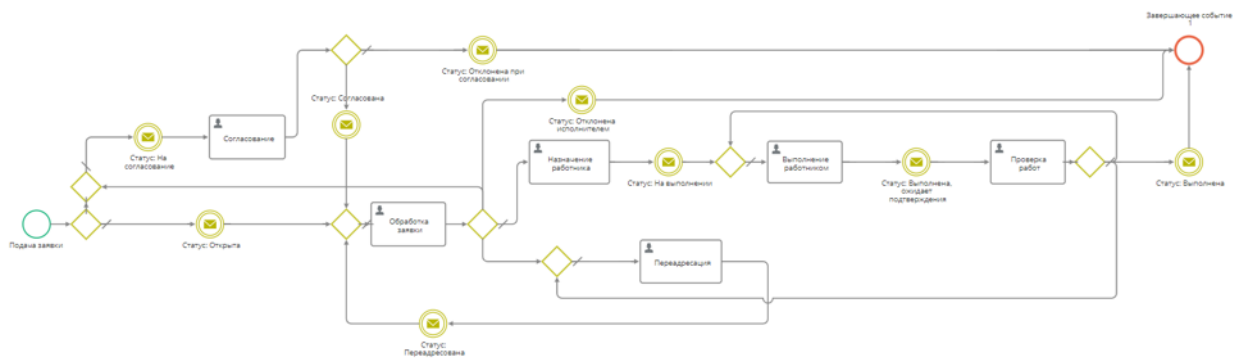 Завершающее событие
1
Статус: Отклонена при
согласовании
Статус: Согласована
Статус: Отклонена
исполнителем
Согласование
Статус: На
согласование
Назначение
работника
Статус: На выполнении
Выполнение
работником
Статус: Выполнена,
ожидает
подтверждения
Проверка
работ
Статус: Выполнена
Подача заявки
Статус: Открыта
Обработка
заявки
Переадресация
Статус:
Переадресована